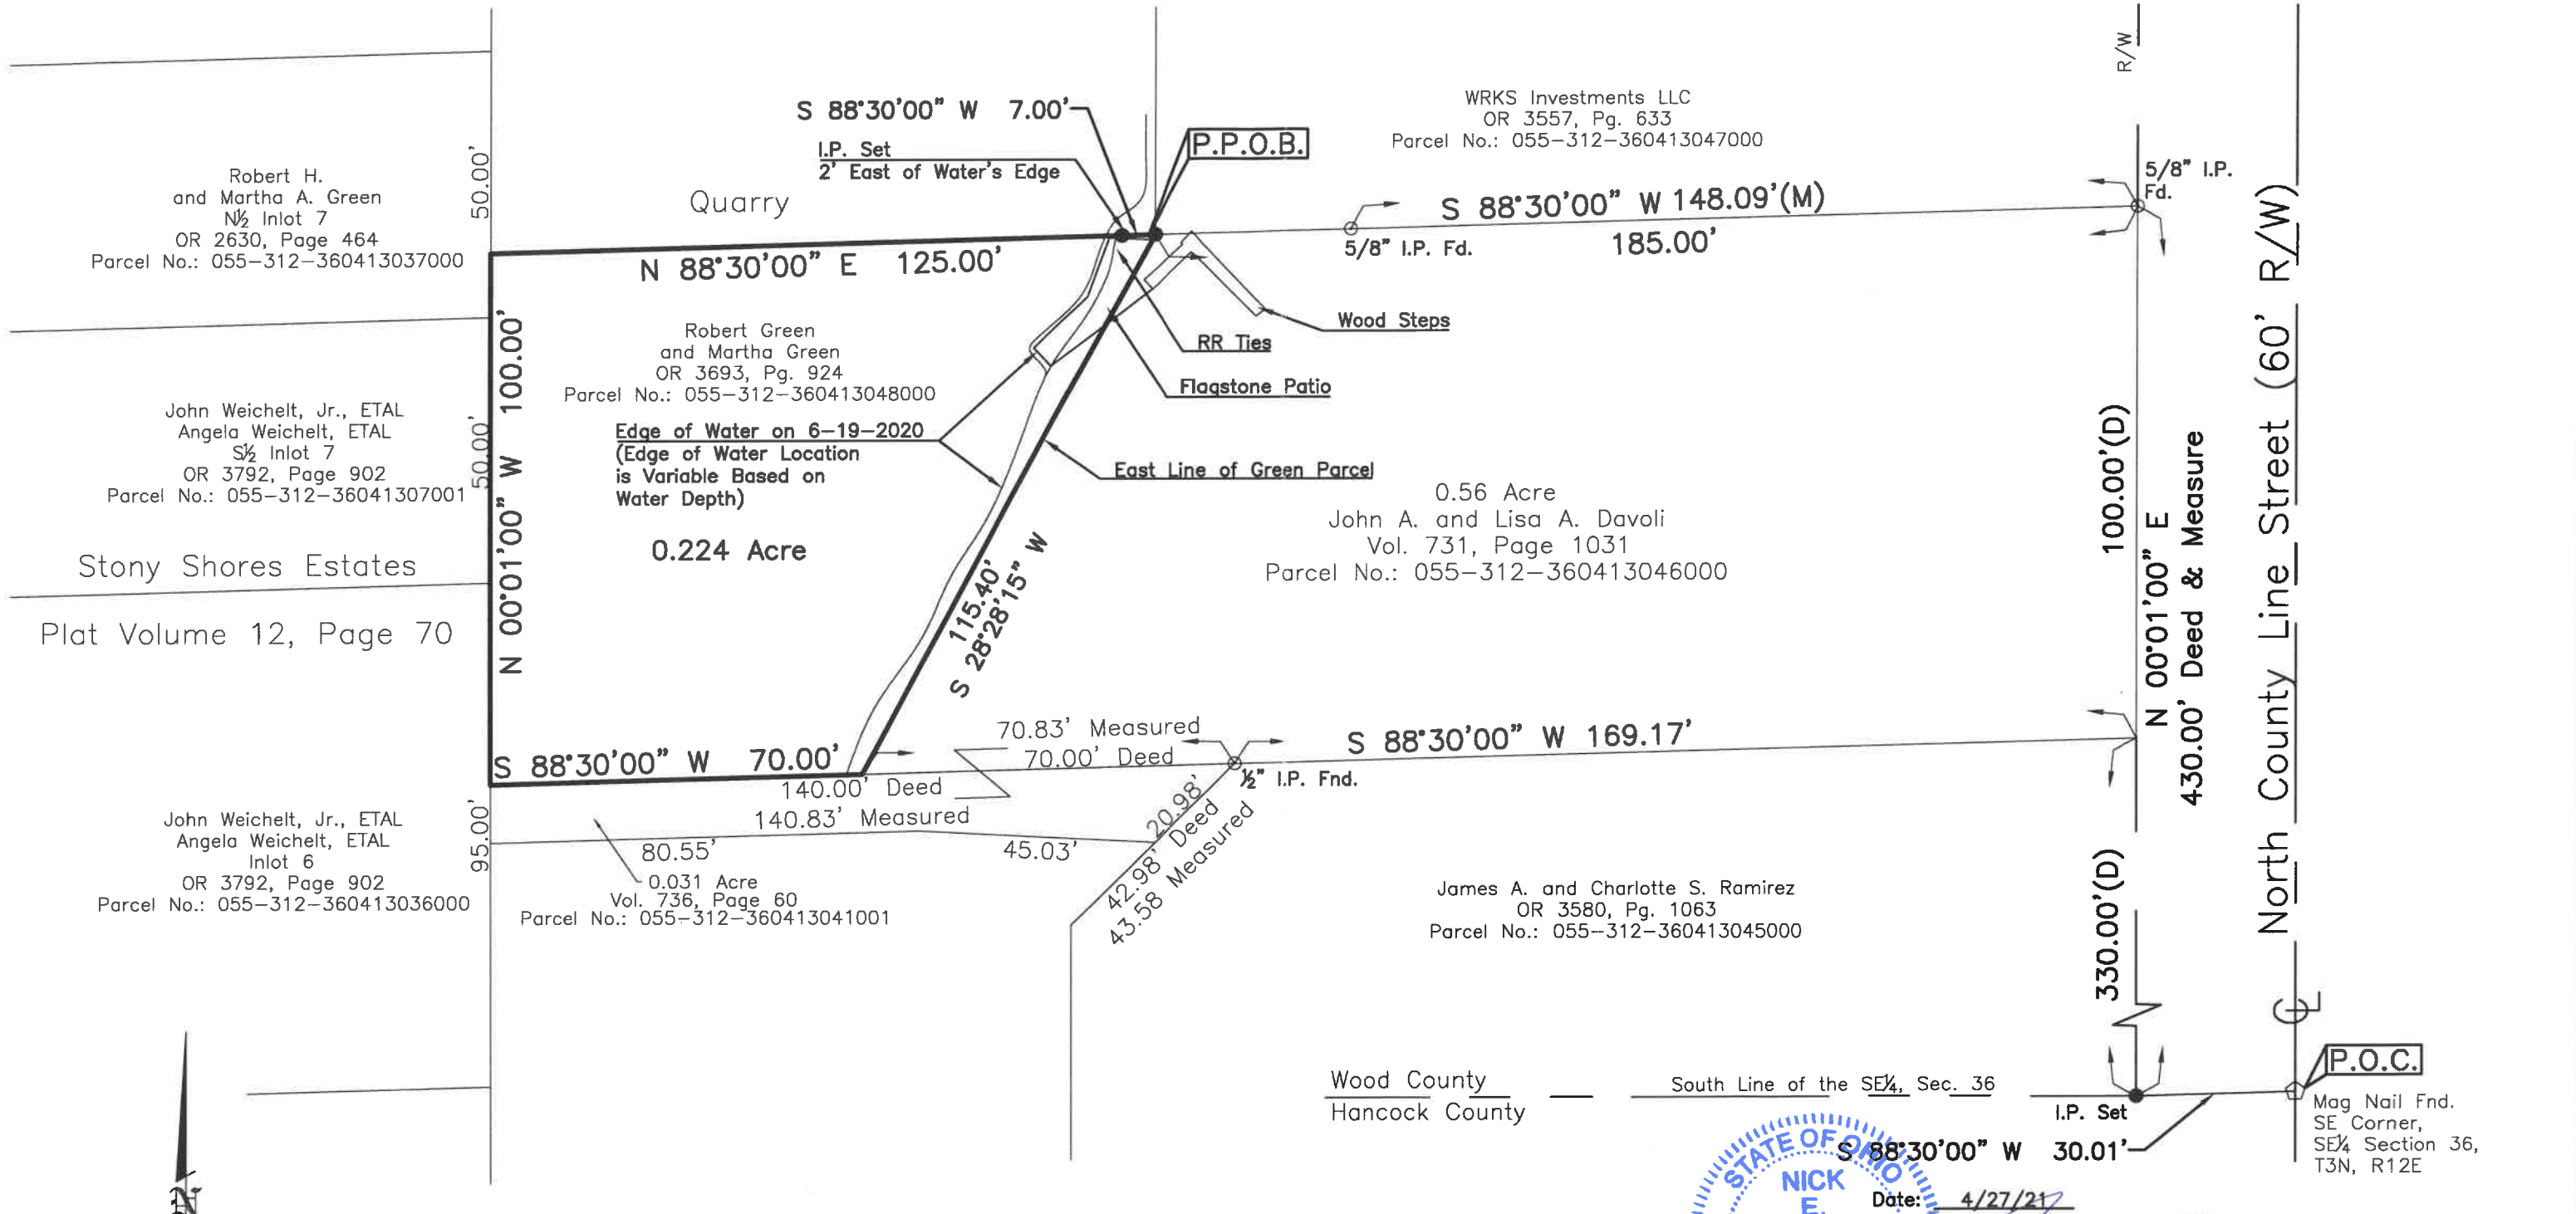 R/W
S 88°30'00" W 7.00'
I.P. Set
2' East of Water's Edge
P.P.O.B.
WRKS Investments LLC
OR 3557, Pg. 633
Parcel No.: 055-312-360413047000
5/8" I.P.
Fd.
Robert H.
and Martha A. Green
N½ Inlot 7
OR 2630, Page 464
Parcel No.: 055-312-360413037000
50.00'
Quarry
S 88°30'00" W 148.09'(M)
5/8" I.P. Fd.
185.00'
N 88°30'00" E 125.00'
Robert Green
and Martha Green
OR 3693, Pg. 924
Parcel No.: 055-312-360413048000
Wood Steps
RR Ties
Flagstone Patio
East Line of Green Parcel
Edge of Water on 6-19-2020
(Edge of Water Location
is Variable Based on
Water Depth)
0.224 Acre
N 00°01'00" W 100.00'
John Weichelt, Jr., ETAL
Angela Weichelt, ETAL
S½ Inlot 7
OR 3792, Page 902
Parcel No.: 055-312-36041307001
50.00'
Stony Shores Estates
Plat Volume 12, Page 70
115.40'
S 28°28'15" W
0.56 Acre
John A. and Lisa A. Davoli
Vol. 731, Page 1031
Parcel No.: 055-312-360413046000
100.00'(D)
N 00°01'00" E
430.00' Deed & Measure
North County Line Street (60' R/W)
S 88°30'00" W 70.00'
70.83' Measured
70.00' Deed
S 88°30'00" W 169.17'
½" I.P. Fnd.
140.00' Deed
140.83' Measured
20.98'
42.98' Deed
43.58 Measured
95.00'
80.55'
45.03'
John Weichelt, Jr., ETAL
Angela Weichelt, ETAL
Inlot 6
OR 3792, Page 902
Parcel No.: 055-312-360413036000
0.031 Acre
Vol. 736, Page 60
Parcel No.: 055-312-360413041001
James A. and Charlotte S. Ramirez
OR 3580, Pg. 1063
Parcel No.: 055-312-360413045000
330.00'(D)
P.O.C.
Wood County
Hancock County
South Line of the SE¼, Sec. 36
I.P. Set
Mag Nail Fnd.
SE Corner,
SE¼ Section 36,
T3N, R12E
S 88°30'00" W 30.01'
STATE OF OHIO
NICK
E.
Date: 4/27/21
N